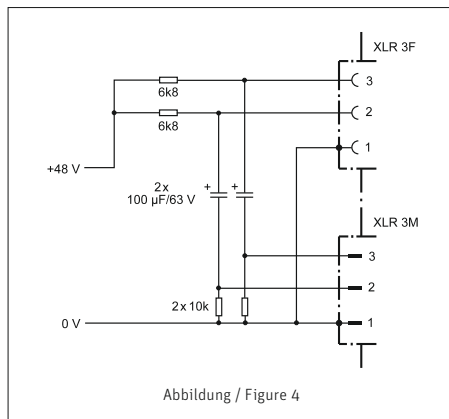 XLR 3F
3
6k8
2
6k8
1
+48 V
2x
100 µF/63 V
+
+
XLR 3M
3
2
2 x 10k
1
0 V
Abbildung / Figure 4